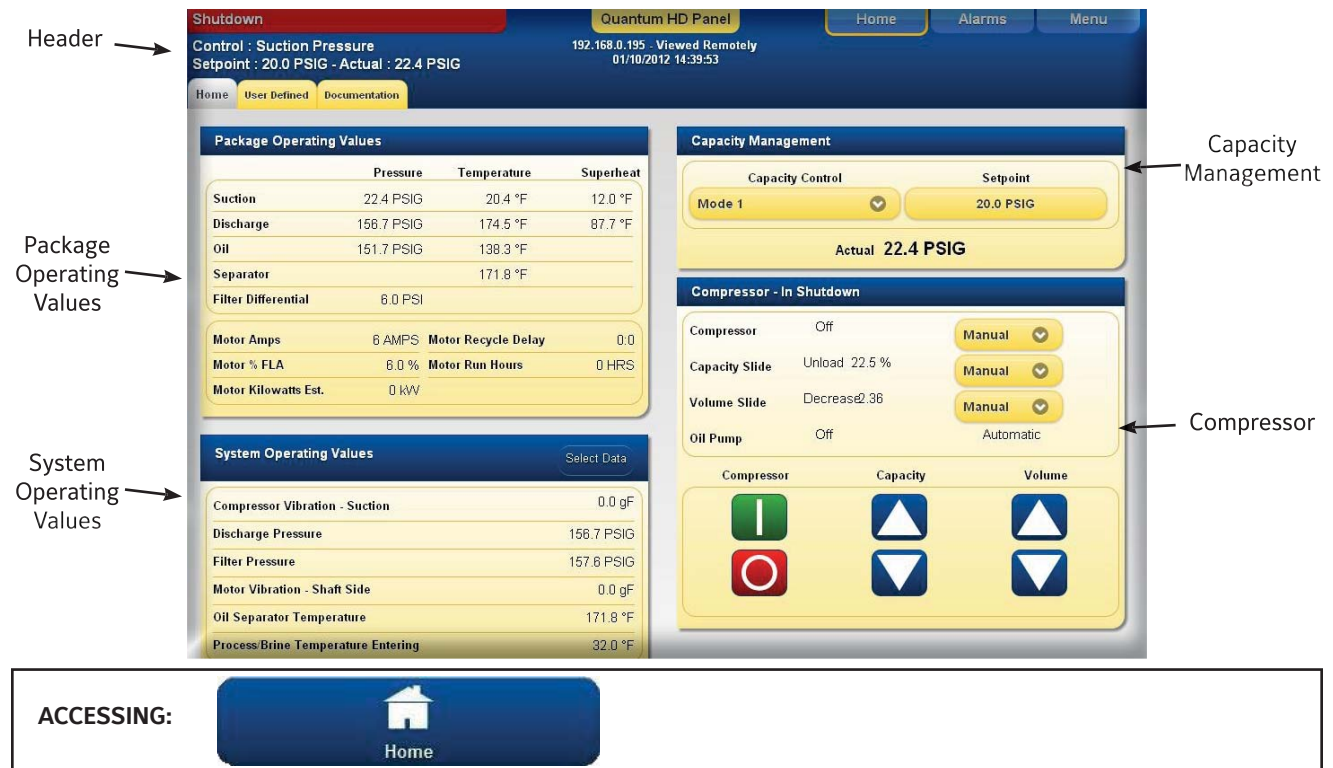 Header
Package
Operating
Values
System
Operating
Values
Shutdown
Control : Suction Pressure
Setpoint : 20.0 PSIG - Actual : 22.4 PSIG
Quantum HD Panel
192.168.0.195 - Viewed Remotely
01/10/2012 14:39:53
Home Alarms Menu
Home User Defined Documentation
Package Operating Values
Pressure Temperature Superheat
Suction 22.4 PSIG 20.4 °F 12.0 °F
Discharge 156.7 PSIG 174.5 °F 87.7 °F
Oil 151.7 PSIG 138.3 °F
Separator 171.8 °F
Filter Differential 6.0 PSI
Motor Amps 6 AMPS Motor Recycle Delay 0:0
Motor % FLA 6.0 % Motor Run Hours 0 HRS
Motor Kilowatts Est. 0 kW
System Operating Values Select Data
Compressor Vibration - Suction 0.0 gF
Discharge Pressure 156.7 PSIG
Filter Pressure 157.6 PSIG
Motor Vibration - Shaft Side 0.0 gF
Oil Separator Temperature 171.8 °F
Process/Brine Temperature Entering 32.0 °F
Capacity Management
Capacity Control Setpoint
Mode 1 20.0 PSIG
Actual 22.4 PSIG
Compressor - In Shutdown
Compressor Off Manual
Capacity Slide Unload 22.5 % Manual
Volume Slide Decrease2.36 Manual
Oil Pump Off Automatic
Compressor Capacity Volume
Capacity
Management
Compressor
ACCESSING:
Home